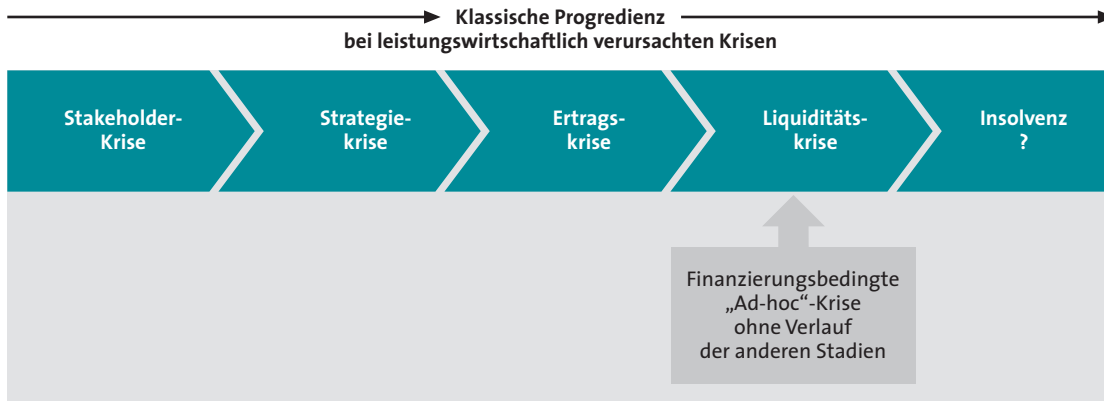 Klassische Progredienz
bei leistungswirtschaftlich verursachten Krisen
Stakeholder-
Krise
Strategie-
krise
Ertrags-
krise
Liquiditäts-
krise
Insolvenz
?
Finanzierungsbedingte
„Ad-hoc“-Krise
ohne Verlauf
der anderen Stadien